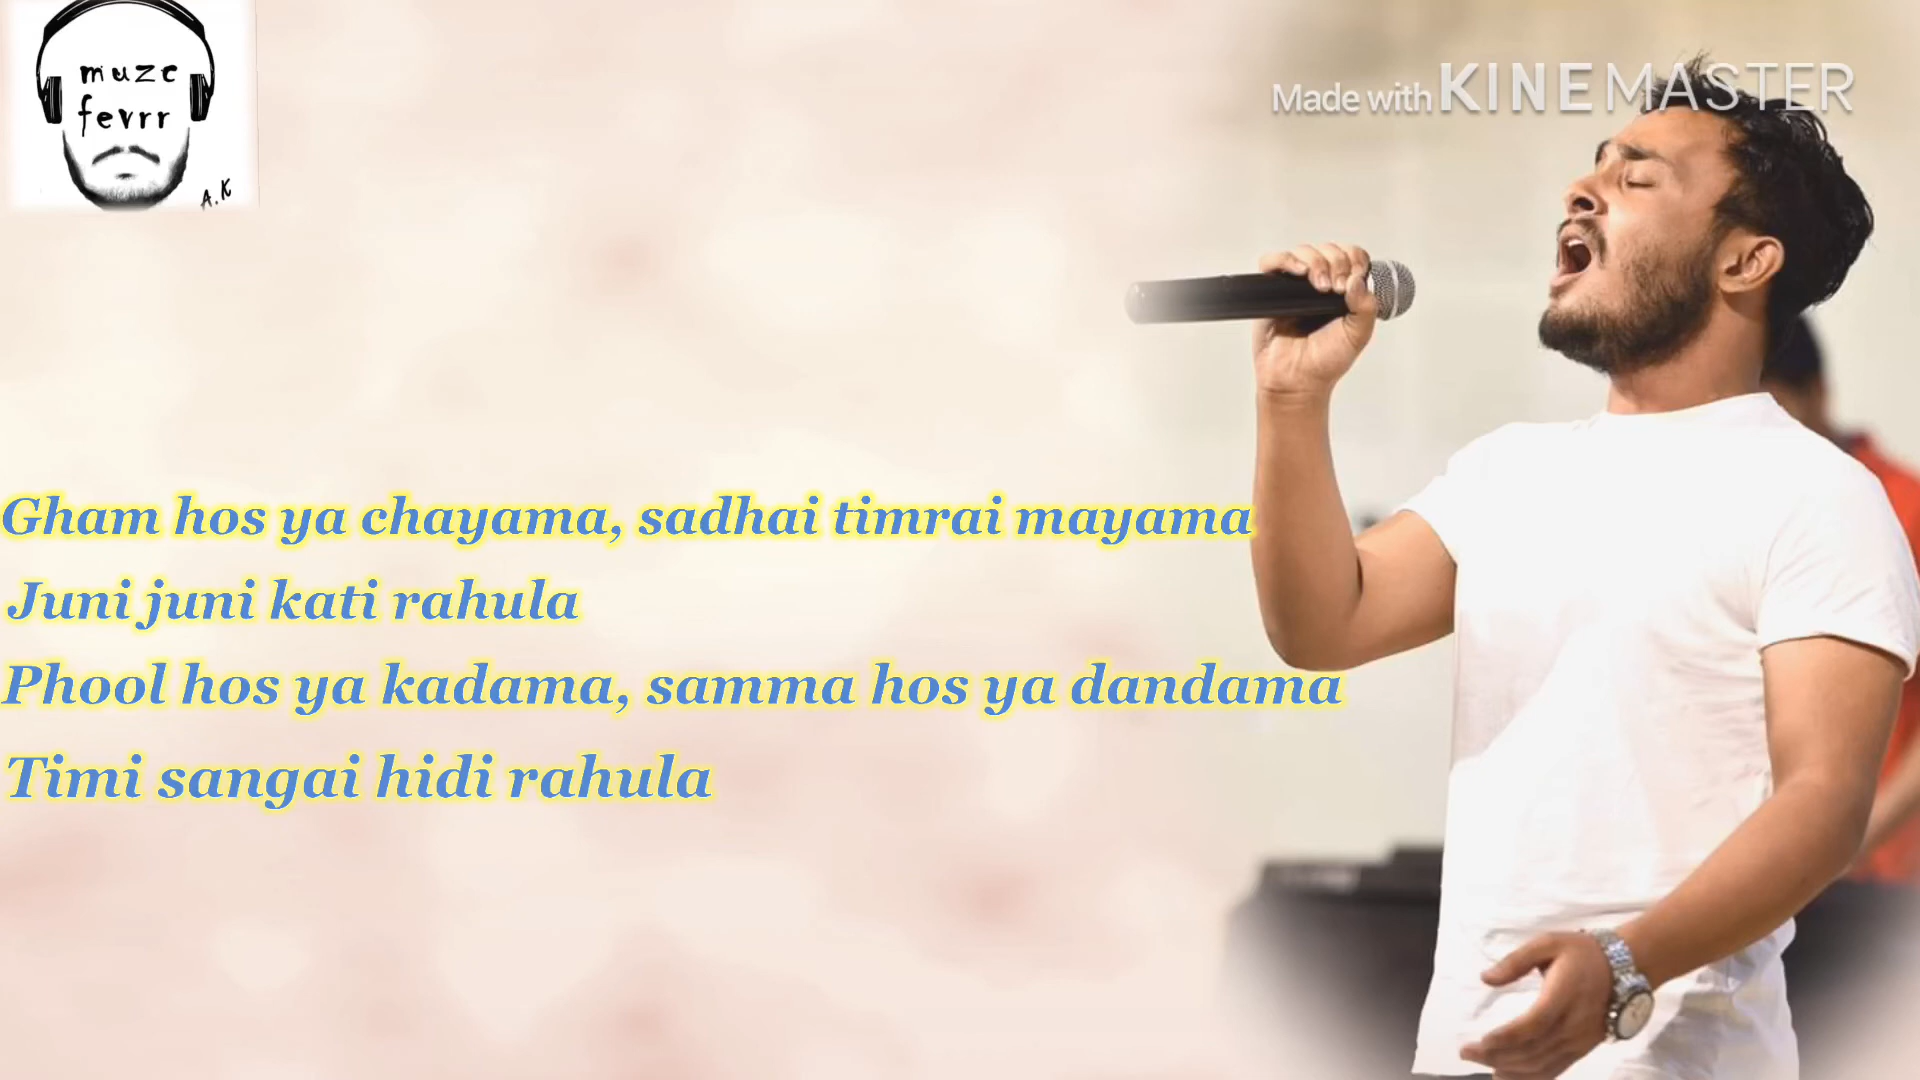 muzc
fevrr
A.K
Made with KINEMASTER
Gham hos ya chayama, sadhai timrai mayama
Juni juni kati rahula
Phool hos ya kadama, samma hos ya dandama
Timi sangai hidi rahula